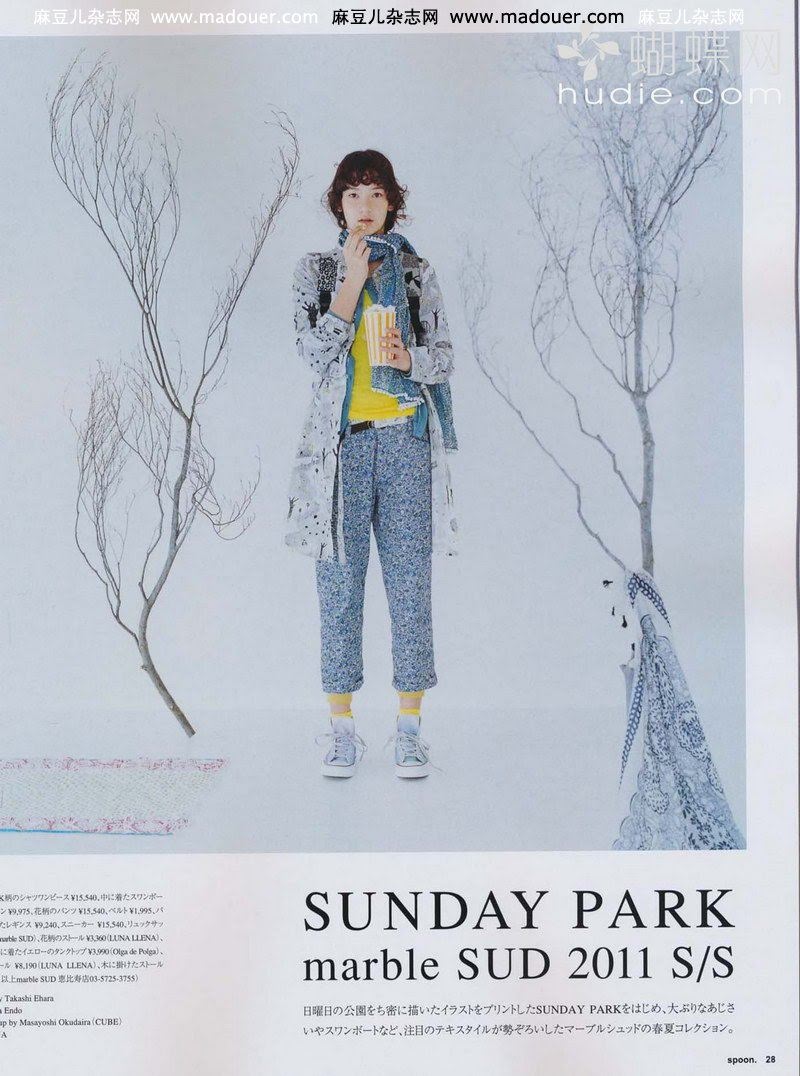 麻豆儿杂志网 www.madouer.com 麻豆儿杂志网 www.madouer.com 麻豆儿杂志网
蝴蝶网
hudie.com
K柄のシャツワンピース ¥15,540、中に着たスワンボー
ン ¥9,975、花柄のパンツ ¥15,540、ベルト ¥1,995、パ
たレギンス ¥9,240、スニーカー ¥15,540、リュックサッ
marble SUD)、花柄のストール ¥3,360(LUNA LLENA)、
に着たイエローのタンクトップ ¥3,990(Olga de Polga)、
ール ¥8,190(LUNA LLENA)、木に掛けたストール
以上marble SUD 恵比寿店03-5725-3755)
y Takashi Ehara
a Endo
up by Masayoshi Okudaira(CUBE)
A
SUNDAY PARK
marble SUD 2011 S/S
日曜日の公園をち密に描いたイラストをプリントしたSUNDAY PARKをはじめ、大ぶりなあじさ
いやスワンボートなど、注目のテキスタイルが勢ぞろいしたマーブルシュッドの春夏コレクション。
spoon. 28